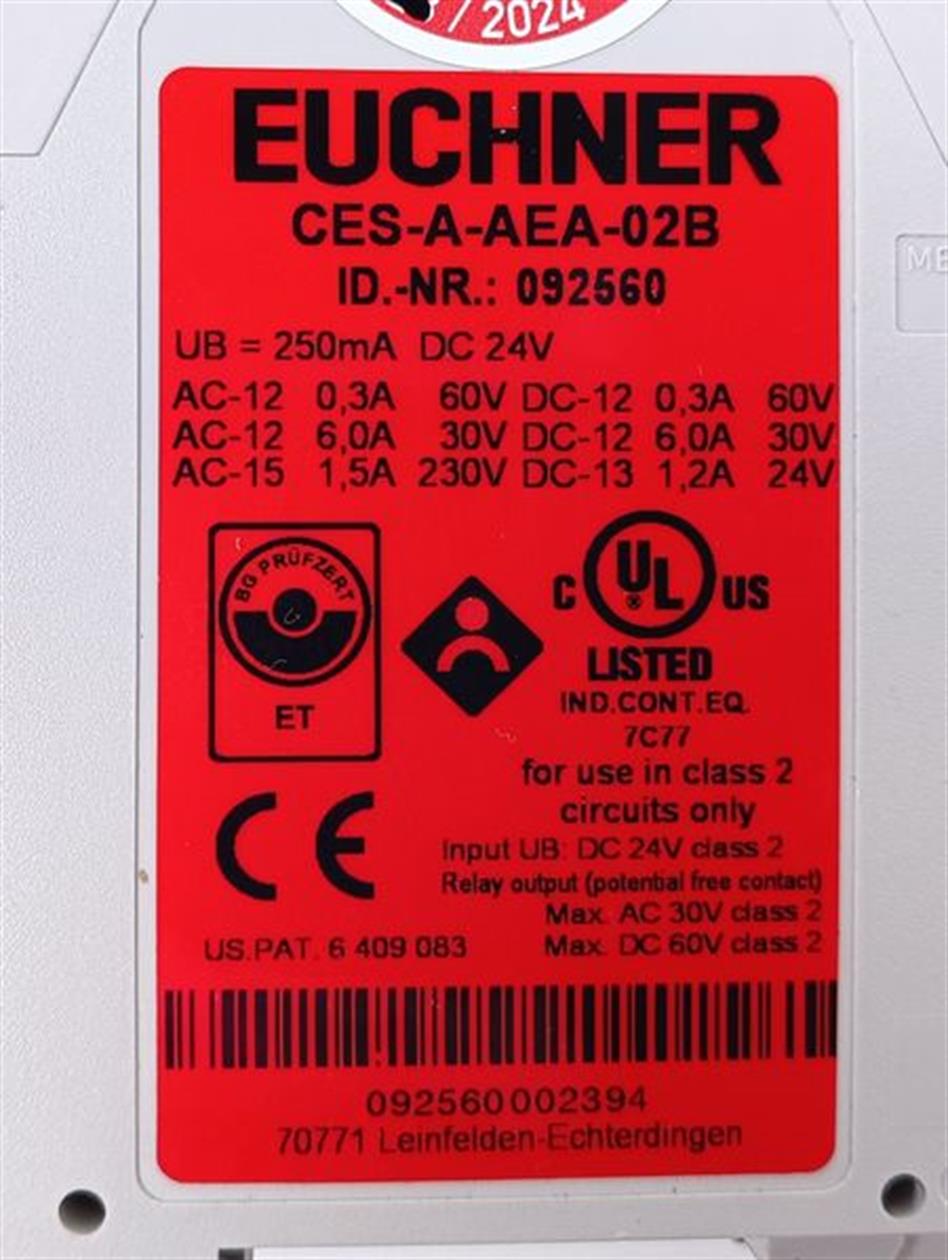 /2024
EUCHNER
CES-A-AEA-02B
ID.-NR.: 092560
UB = 250mA DC 24V
AC-12 0,3A 60V DC-12 0,3A 60V
AC-12 6,0A 30V DC-12 6,0A 30V
AC-15 1,5A 230V DC-13 1,2A 24V
BG PRÜFZERT
ET
C UL US
LISTED
IND.CONT.EQ.
7C77
for use in class 2
circuits only
Input UB: DC 24V class 2
Relay output (potential free contact)
Max. AC 30V class 2
Max. DC 60V class 2
CE
US.PAT. 6 409 083
092560002394
70771 Leinfelden-Echterdingen